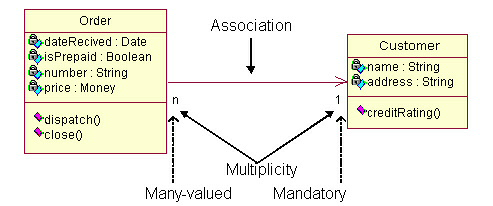 Order
dateRecived : Date
isPrepaid : Boolean
number : String
price : Money
dispatch()
close()
Association
Customer
name : String
address : String
creditRating()
n
1
Multiplicity
Many-valued
Mandatory